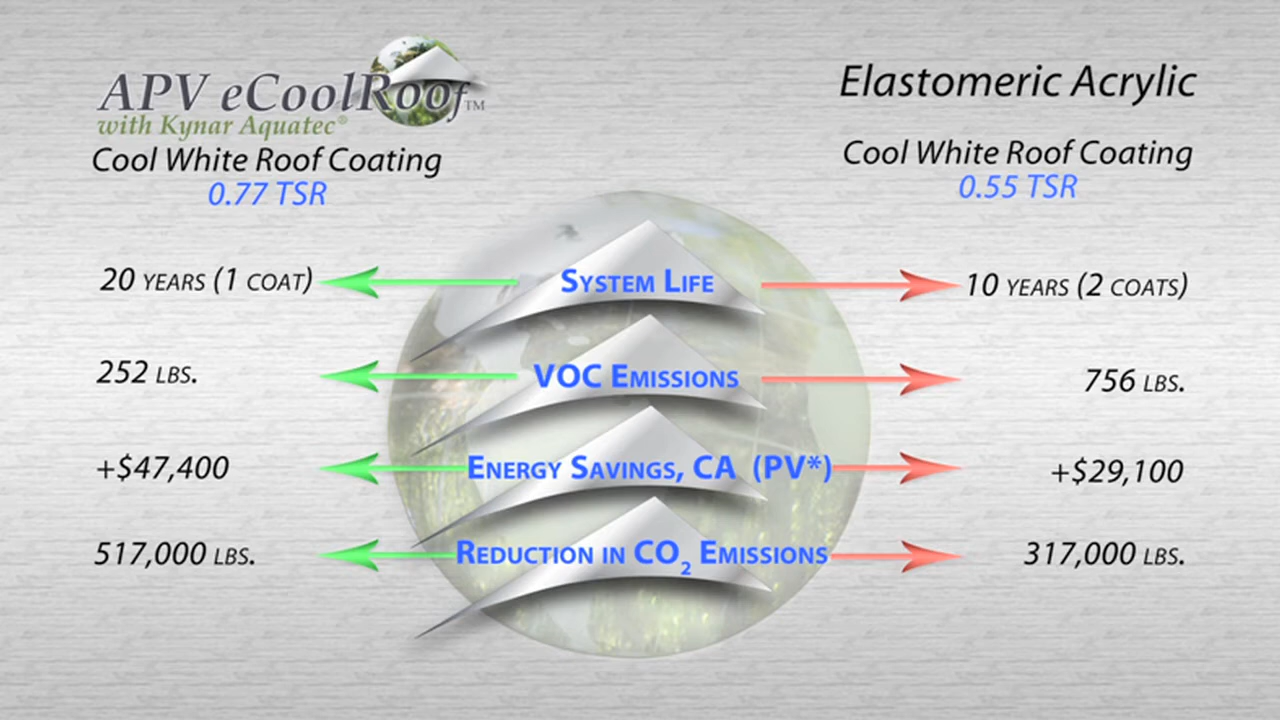 APV eCoolRoof™
with Kynar Aquatec®
Cool White Roof Coating
0.77 TSR
Elastomeric Acrylic
Cool White Roof Coating
0.55 TSR
20 YEARS (1 COAT) SYSTEM LIFE 10 YEARS (2 COATS)
252 LBS. VOC EMISSIONS 756 LBS.
+$47,400 ENERGY SAVINGS, CA (PV*) +$29,100
517,000 LBS. REDUCTION IN CO₂ EMISSIONS 317,000 LBS.